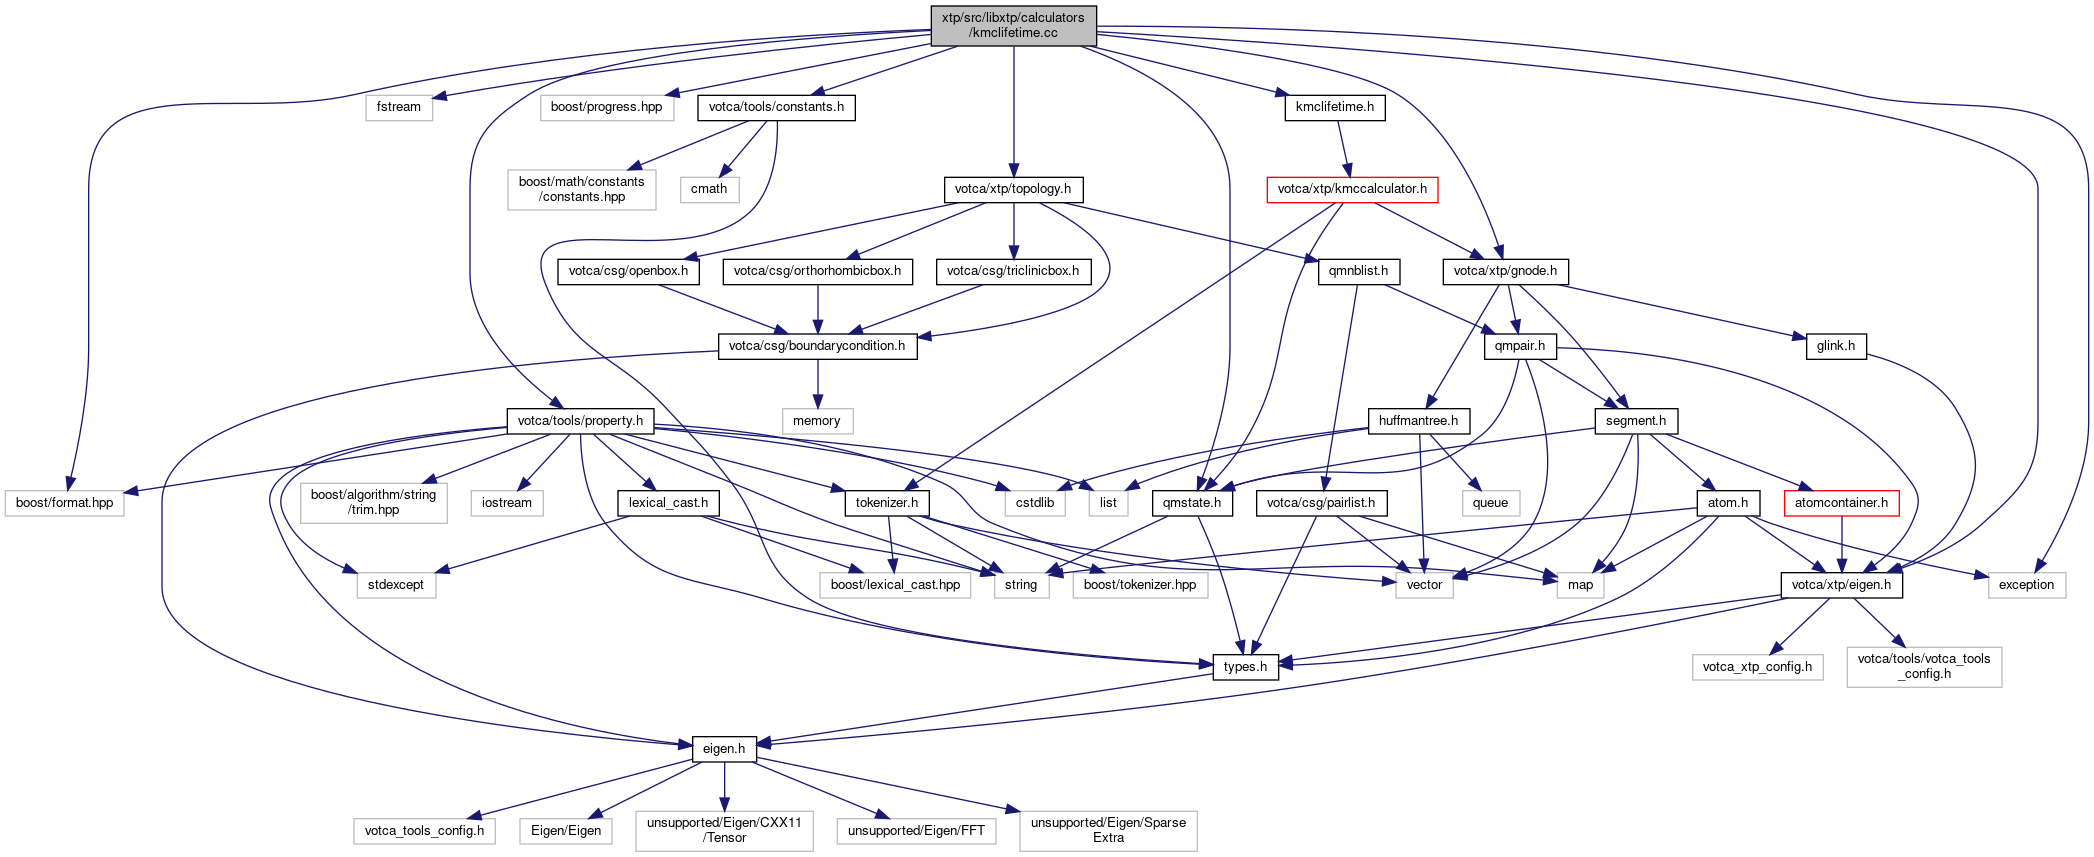 xtp/src/libxtp/calculators
/kmclifetime.cc
fstream
boost/progress.hpp
votca/tools/constants.h
kmclifetime.h
boost/math/constants
/constants.hpp
cmath
votca/xtp/topology.h
votca/xtp/kmccalculator.h
votca/csg/openbox.h
votca/csg/orthorhombicbox.h
votca/csg/triclinicbox.h
qmnblist.h
votca/xtp/gnode.h
votca/csg/boundarycondition.h
qmpair.h
glink.h
votca/tools/property.h
memory
huffmantree.h
segment.h
boost/format.hpp
boost/algorithm/string
/trim.hpp
iostream
lexical_cast.h
tokenizer.h
cstdlib
list
qmstate.h
votca/csg/pairlist.h
queue
atom.h
atomcontainer.h
stdexcept
boost/lexical_cast.hpp
string
boost/tokenizer.hpp
vector
map
votca/xtp/eigen.h
exception
types.h
votca_xtp_config.h
votca/tools/votca_tools
_config.h
eigen.h
votca_tools_config.h
Eigen/Eigen
unsupported/Eigen/CXX11
/Tensor
unsupported/Eigen/FFT
unsupported/Eigen/Sparse
Extra